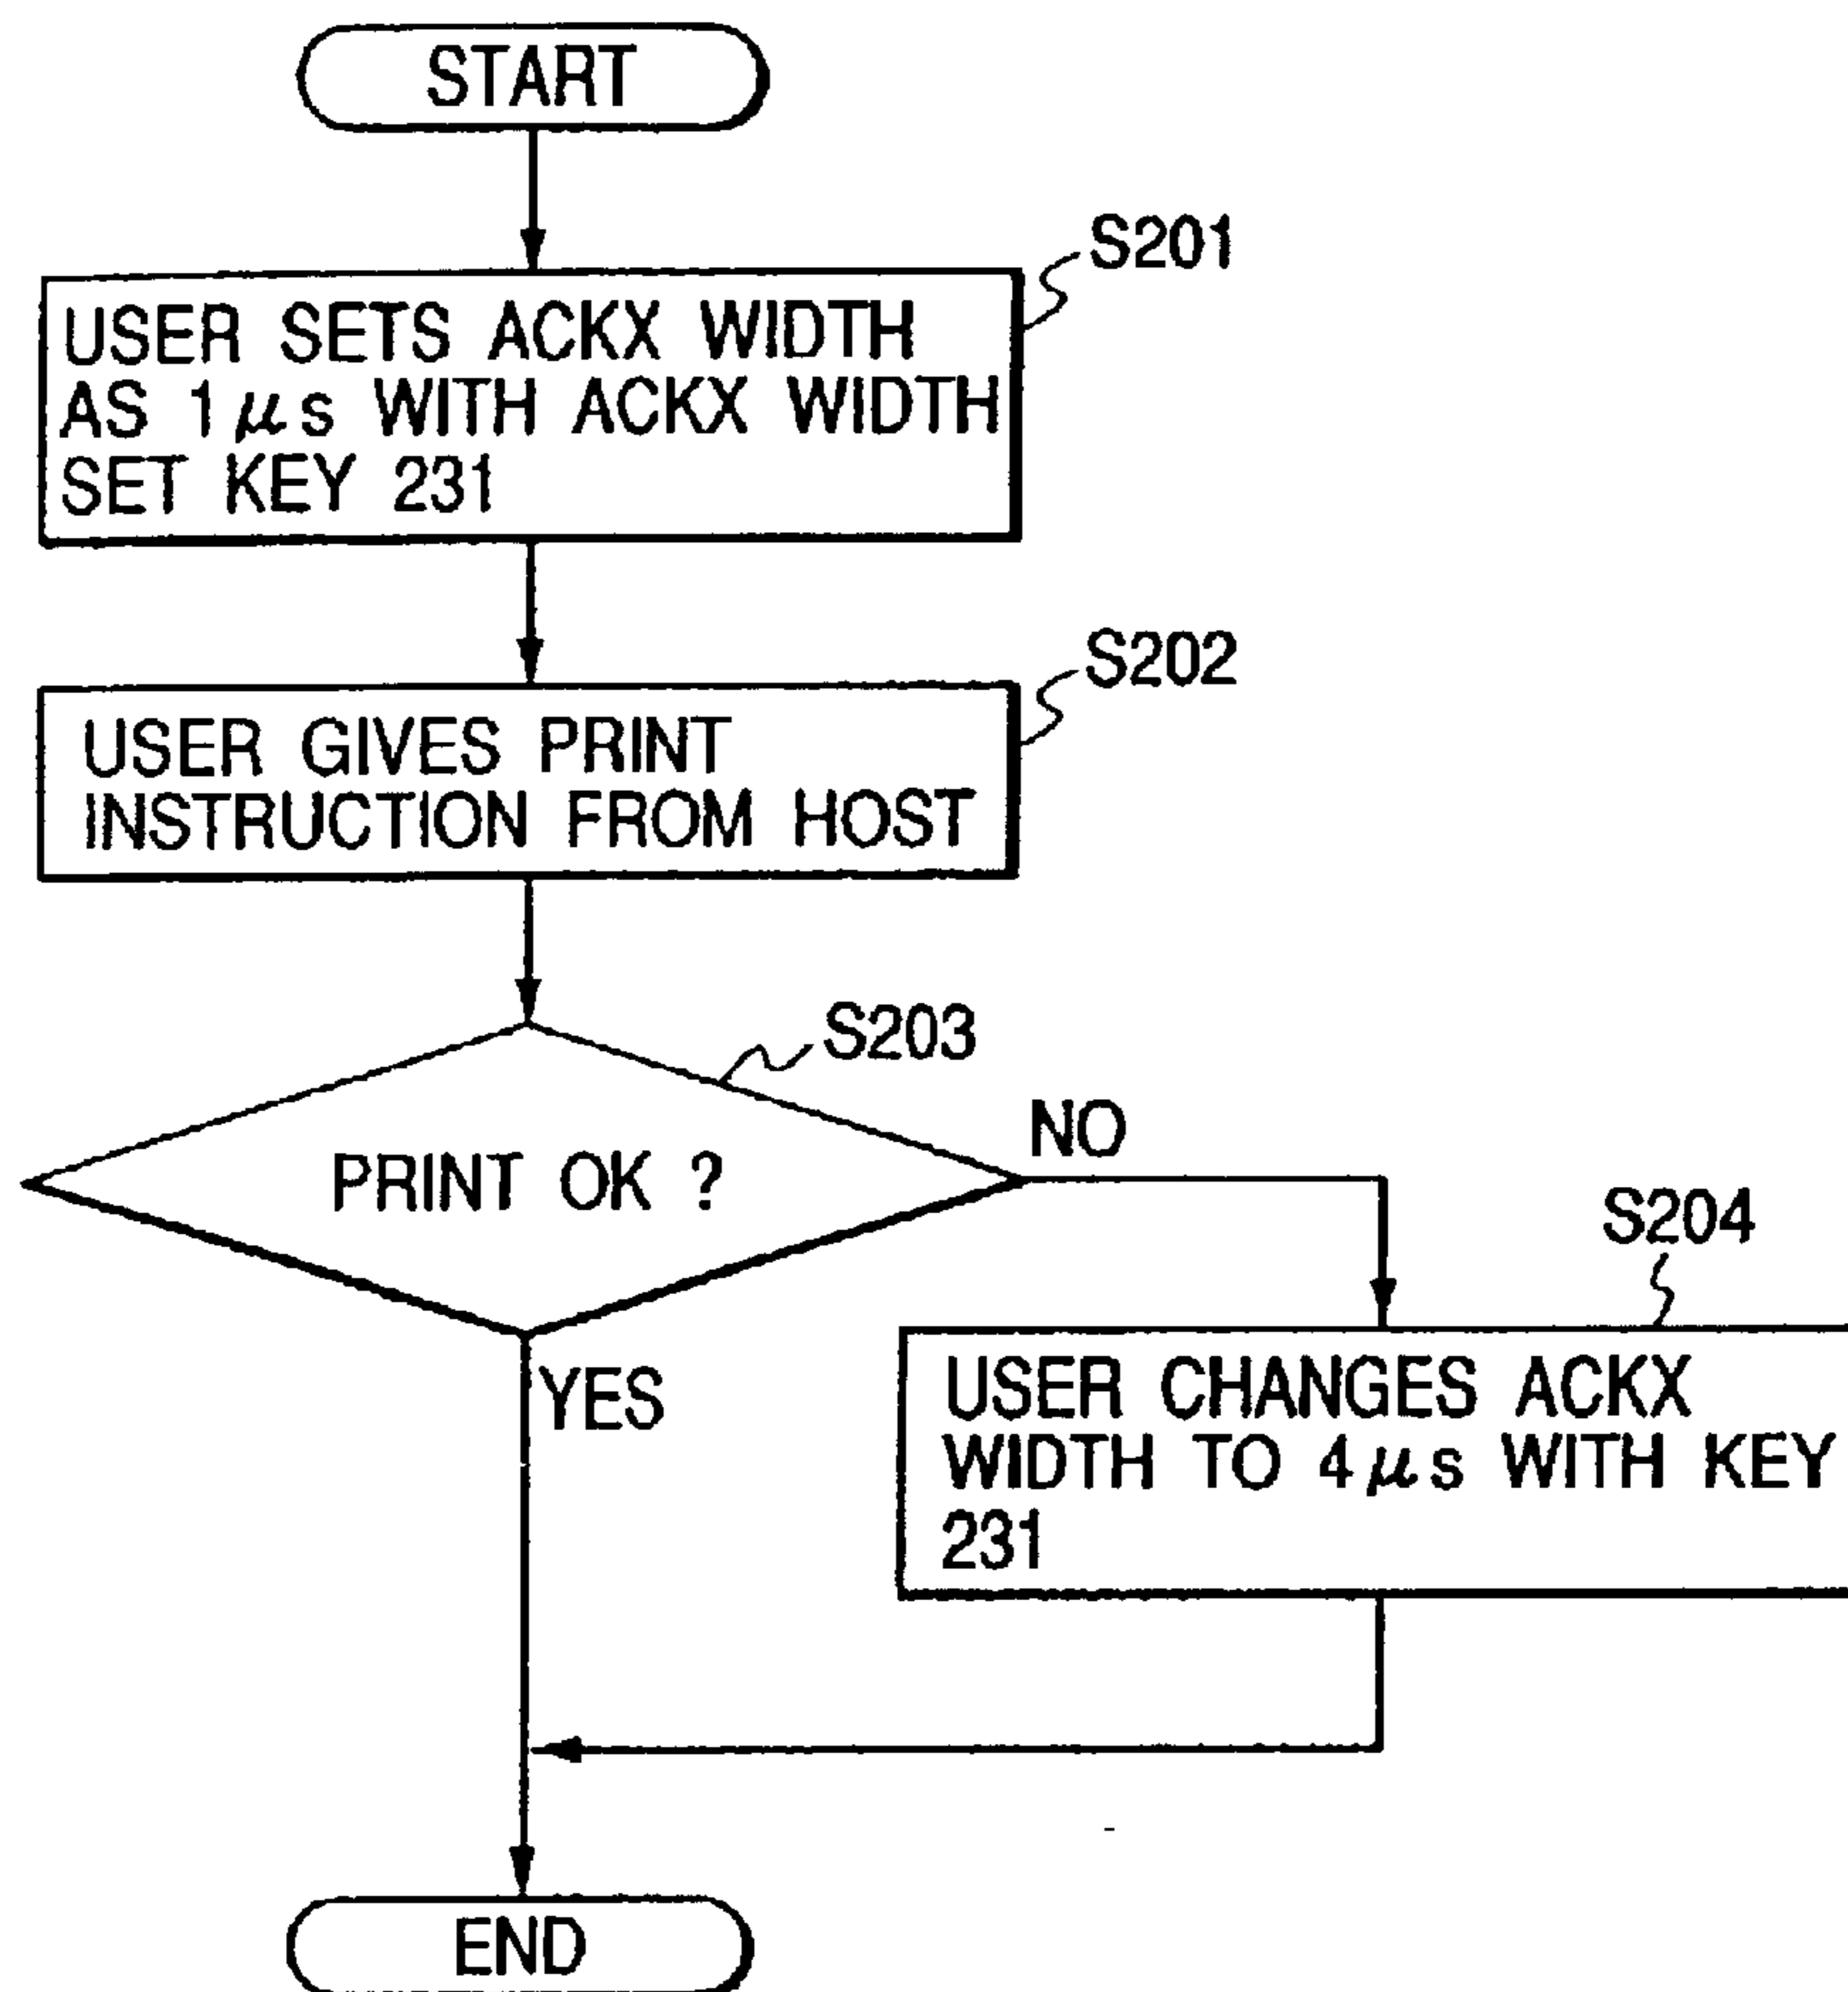 START
S201
USER SETS ACKX WIDTH
AS 1μs WITH ACKX WIDTH
SET KEY 231
S202
USER GIVES PRINT
INSTRUCTION FROM HOST
S203
PRINT OK ?
NO
YES
S204
USER CHANGES ACKX
WIDTH TO 4μs WITH KEY
231
END